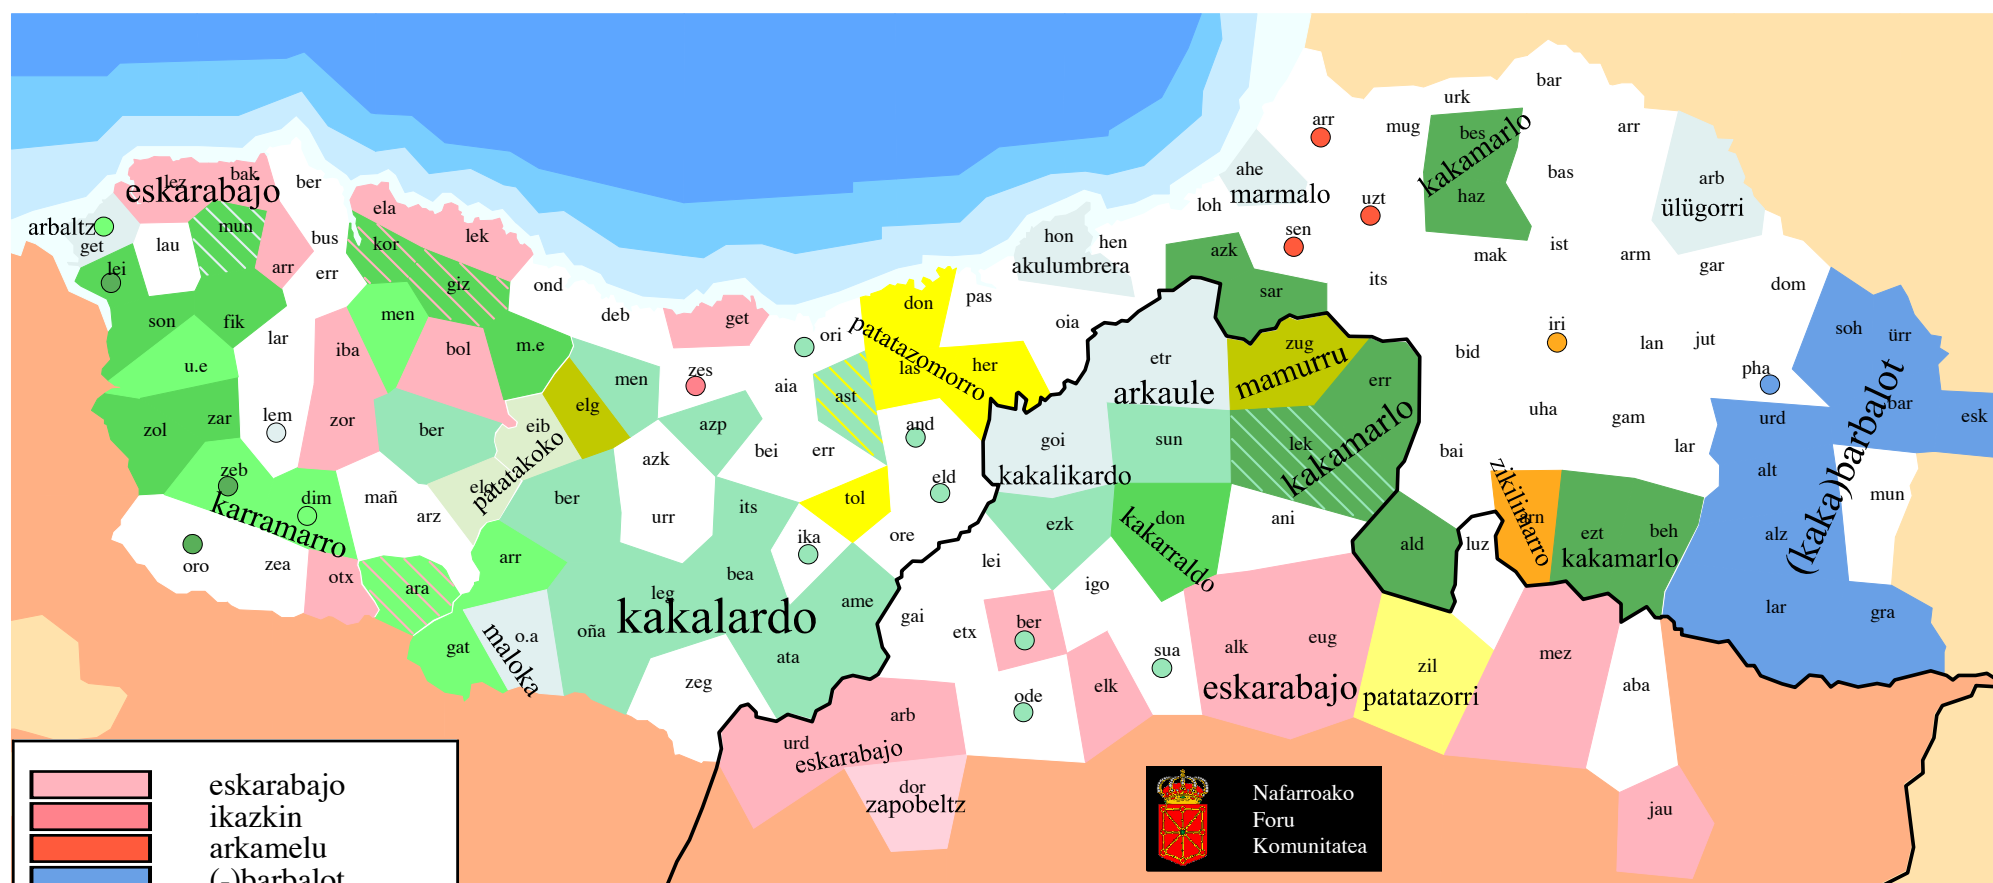 bar
urk
arr
mug
bes
arr
kakamarlo
bas
ahe
arb
lez
bak
ber
eskarabajo
marmalo
uzt
haz
ülügorri
ela
loh
arbaltz
mun
lek
sen
get
lau
bus
kor
hon
hen
azk
ist
mak
arm
lei
arr
err
giz
akulumbrera
gar
its
dom
ond
sar
pas
don
deb
get
son
fik
men
ori
oia
iri
soh
ürr
lar
iba
bol
m.e
patatazomorro
etr
zug
bid
lan
jut
u.e
men
zes
aia
las
her
mamurru
err
pha
ast
arkaule
elg
bar
zol
zar
lem
zor
ber
eib
azp
and
uha
gam
urd
esk
bei
err
goi
sun
lek
kakamarlo
bai
lar
patatakoko
azk
zeb
eld
kakalikardo
zikilimarro
alt
(kaka)barbalot
dim
mañ
elo
ber
its
tol
mun
karramarro
arz
urr
ika
ore
ezk
don
ani
kakarraldo
ald
luz
arn
ezt
beh
alz
oro
zea
otx
arr
lei
kakamarlo
ara
bea
leg
igo
ame
lar
gra
kakalardo
gai
etx
ber
gat
o.a
oña
maloka
ata
sua
alk
eug
mez
zil
zeg
ode
elk
eskarabajo
patatazorri
aba
arb
urd
eskarabajo
dor
zapobeltz
jau
Nafarroako
Foru
Komunitatea
eskarabajo
ikazkin
arkamelu
(-)barbalot